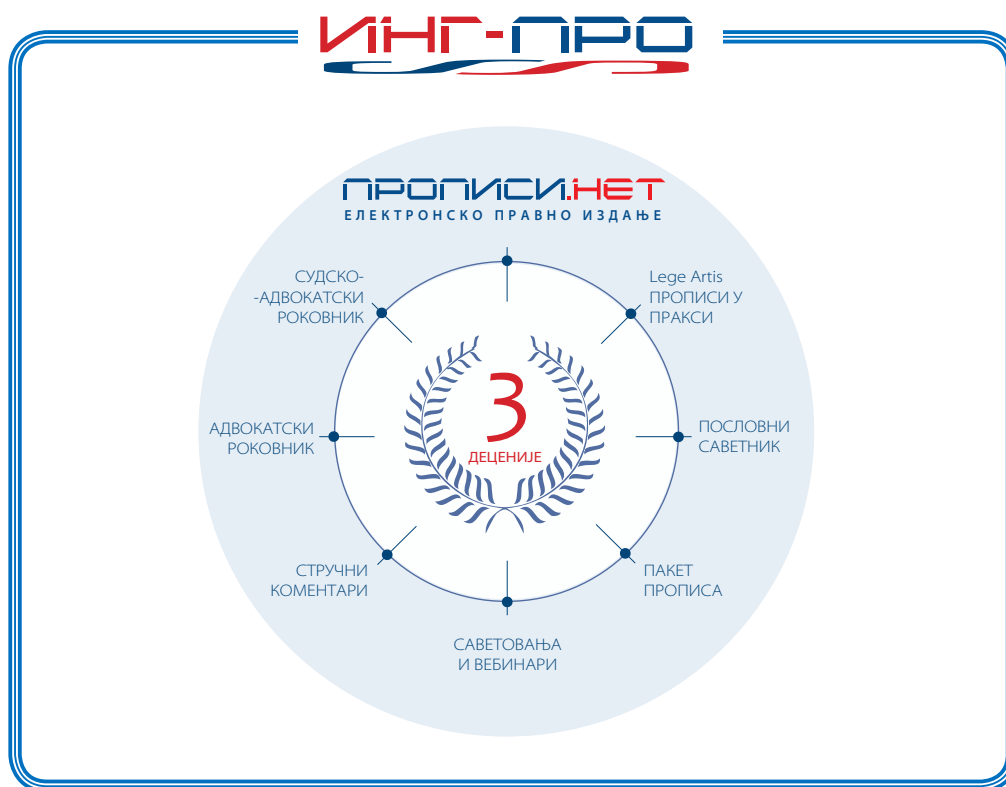 ИНГ-ПРО
ПРОПИСИ.НЕТ
ЕЛЕКТРОНСКО ПРАВНО ИЗДАЊЕ
СУДСКО-
-АДВОКАТСКИ
РОКОВНИК
Lege Artis
ПРОПИСИ У
ПРАКСИ
3
ДЕЦЕНИЈЕ
АДВОКАТСКИ
РОКОВНИК
ПОСЛОВНИ
САВЕТНИК
СТРУЧНИ
КОМЕНТАРИ
ПАКЕТ
ПРОПИСА
САВЕТОВАЊА
И ВЕБИНАРИ